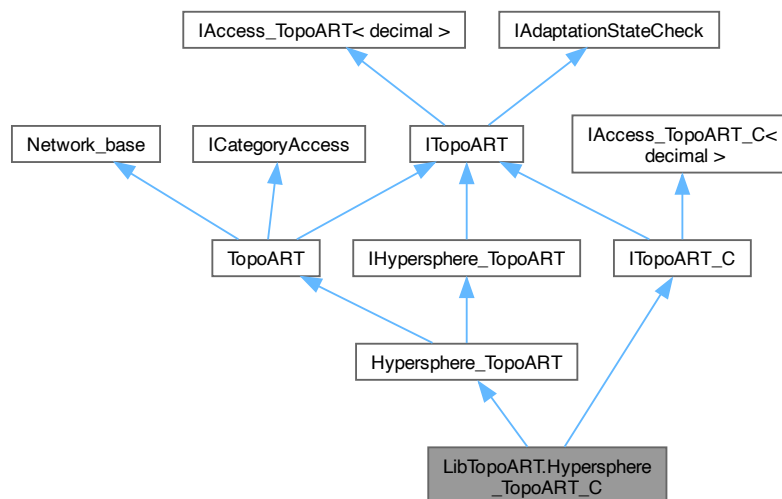 IAccess_TopoART< decimal >
IAdaptationStateCheck
Network_base
ICategoryAccess
ITopoART
IAccess_TopoART_C<
decimal >
TopoART
IHypersphere_TopoART
ITopoART_C
Hypersphere_TopoART
LibTopoART.Hypersphere
_TopoART_C